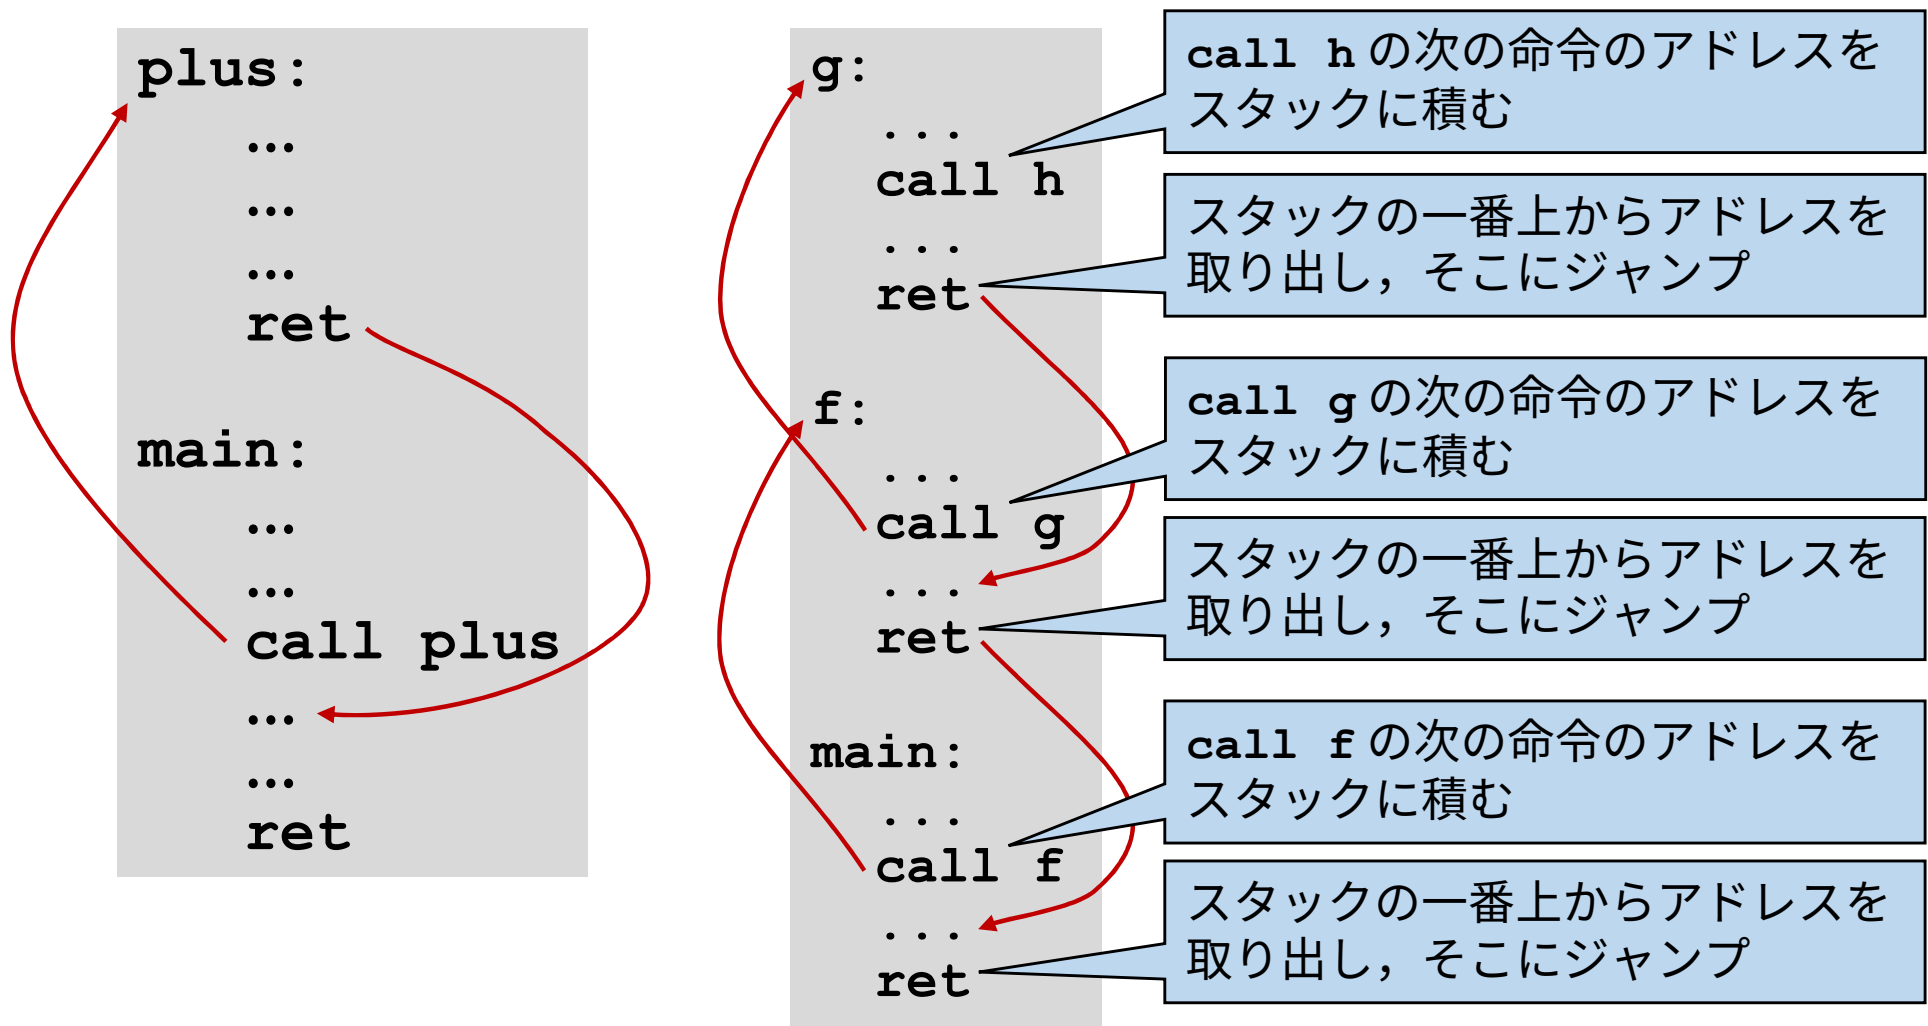 plus:
...
...
...
ret
main:
...
...
call plus
...
...
ret
g:
...
call h
...
ret
f:
...
call g
...
ret
main:
...
call f
...
ret
call h の次の命令のアドレスを
スタックに積む
スタックの一番上からアドレスを
取り出し，そこにジャンプ
call g の次の命令のアドレスを
スタックに積む
スタックの一番上からアドレスを
取り出し，そこにジャンプ
call f の次の命令のアドレスを
スタックに積む
スタックの一番上からアドレスを
取り出し，そこにジャンプ